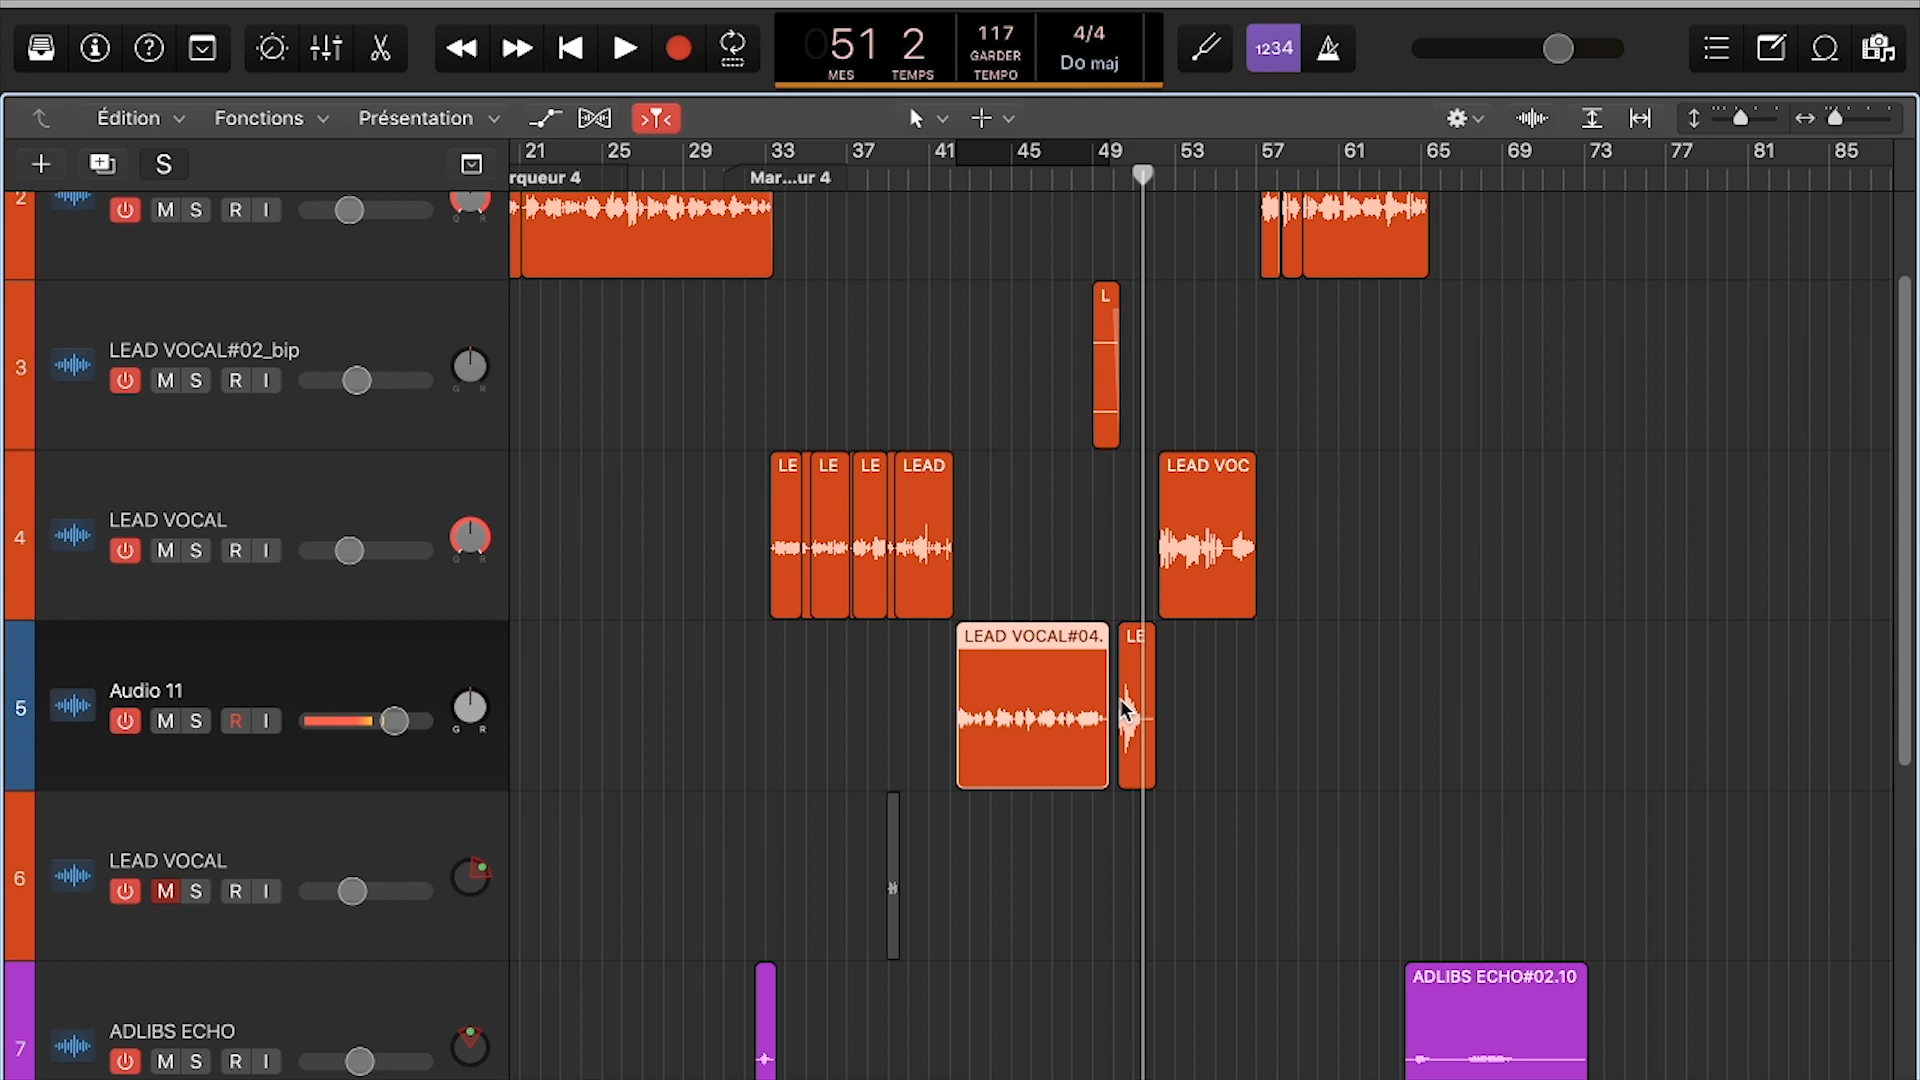 1234
051 2
MES TEMPS
117
GARDER
TEMPO
4/4
Do maj
Édition Fonctions Présentation
S
21 25 29 33 37 41 45 49 53 57 61 65 69 73 77 81 85
rqueur 4 Mar...ur 4
2 M S R I
G R
L
3 LEAD VOCAL#02_bip
M S R I
G R
LE LE LE LEAD LEAD VOC
4 LEAD VOCAL
M S R I
G R
LEAD VOCAL#04. LE
5 Audio 11
M S R I
G R
6 LEAD VOCAL
M S R I
ADLIBS ECHO#02.10
7 ADLIBS ECHO
M S R I